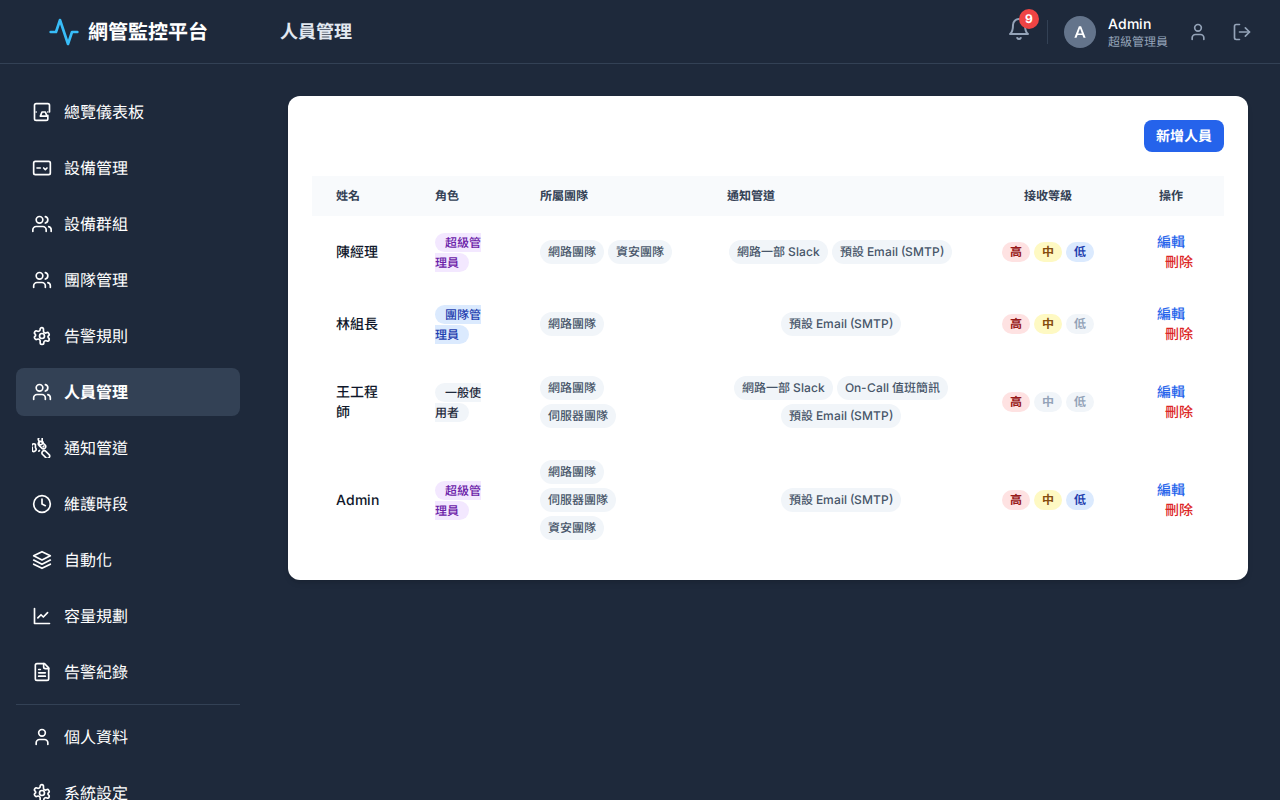 網管監控平台
人員管理
9
A
Admin
超級管理員
總覽儀表板
設備管理
設備群組
團隊管理
告警規則
人員管理
通知管道
維護時段
自動化
容量規劃
告警紀錄
個人資料
系統設定
新增人員
姓名 角色 所屬團隊 通知管道 接收等級 操作
陳經理 超級管
理員 網路團隊 資安團隊 網路一部 Slack 預設 Email (SMTP) 高 中 低 編輯
刪除
林組長 團隊管
理員 網路團隊 預設 Email (SMTP) 高 中 低 編輯
刪除
王工程
師 一般使
用者 網路團隊
伺服器團隊 網路一部 Slack On-Call 值班簡訊
預設 Email (SMTP) 高 中 低 編輯
刪除
Admin 超級管
理員 網路團隊
伺服器團隊
資安團隊 預設 Email (SMTP) 高 中 低 編輯
刪除